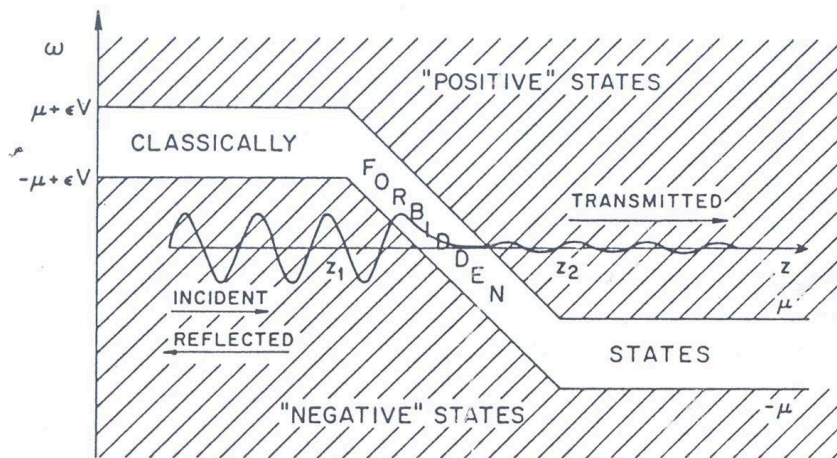 ω
"POSITIVE" STATES
μ + ϵV
CLASSICALLY
-μ + ϵV
FORBIDDEN
TRANSMITTED
z₁
z₂
z
INCIDENT
μ
REFLECTED
STATES
-μ
"NEGATIVE" STATES